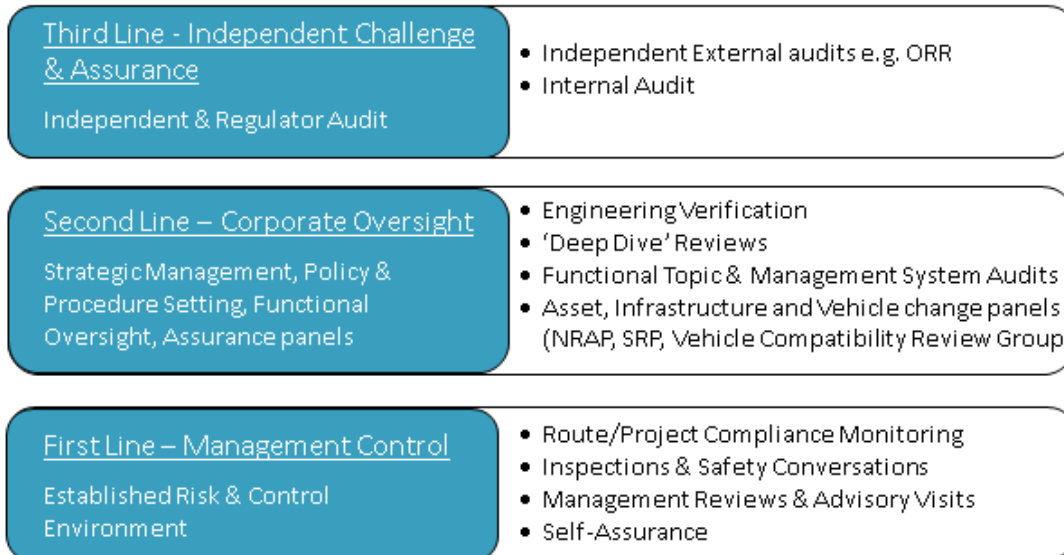 Third Line - Independent Challenge
& Assurance
Independent & Regulator Audit
• Independent External audits e.g. ORR
• Internal Audit
Second Line – Corporate Oversight
Strategic Management, Policy &
Procedure Setting, Functional
Oversight, Assurance panels
• Engineering Verification
• ‘Deep Dive’ Reviews
• Functional Topic & Management System Audits
• Asset, Infrastructure and Vehicle change panels
(NRAP, SRP, Vehicle Compatibility Review Group
First Line – Management Control
Established Risk & Control
Environment
• Route/Project Compliance Monitoring
• Inspections & Safety Conversations
• Management Reviews & Advisory Visits
• Self-Assurance